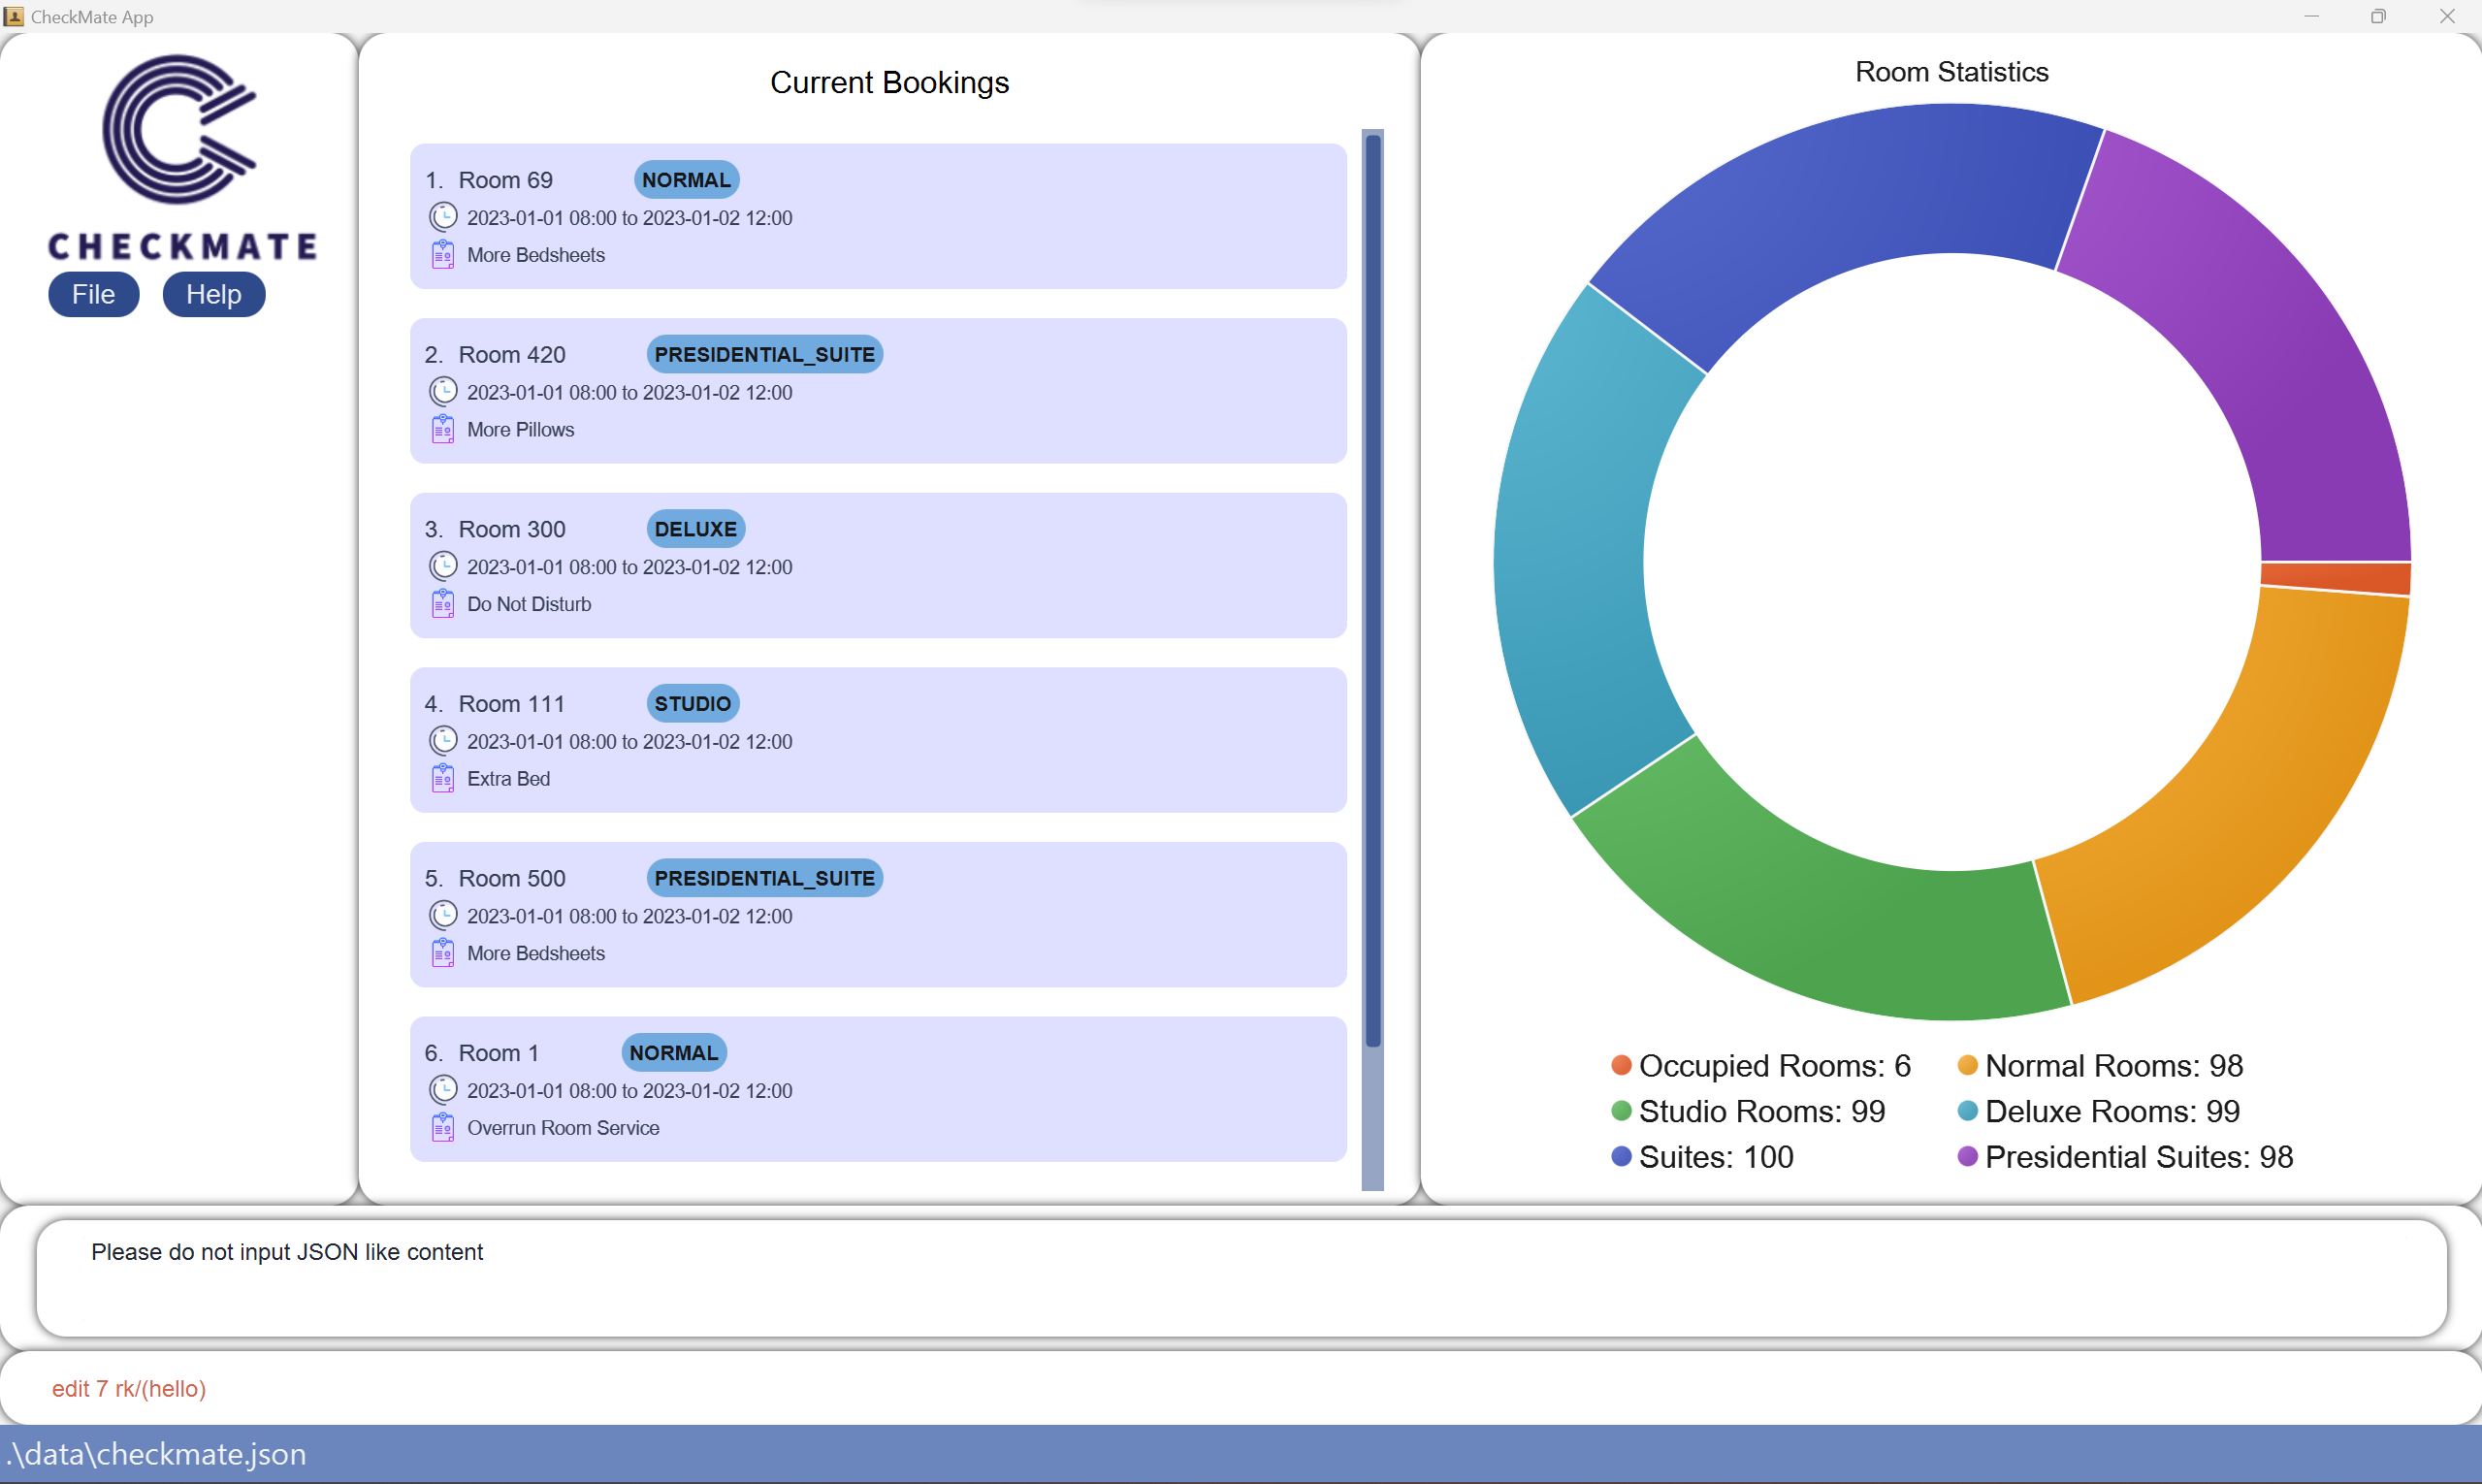 CheckMate App
CHECKMATE
File Help
Current Bookings
1. Room 69 NORMAL
2023-01-01 08:00 to 2023-01-02 12:00
More Bedsheets
2. Room 420 PRESIDENTIAL_SUITE
2023-01-01 08:00 to 2023-01-02 12:00
More Pillows
3. Room 300 DELUXE
2023-01-01 08:00 to 2023-01-02 12:00
Do Not Disturb
4. Room 111 STUDIO
2023-01-01 08:00 to 2023-01-02 12:00
Extra Bed
5. Room 500 PRESIDENTIAL_SUITE
2023-01-01 08:00 to 2023-01-02 12:00
More Bedsheets
6. Room 1 NORMAL
2023-01-01 08:00 to 2023-01-02 12:00
Overrun Room Service
Room Statistics
Occupied Rooms: 6 Normal Rooms: 98
Studio Rooms: 99 Deluxe Rooms: 99
Suites: 100 Presidential Suites: 98
Please do not input JSON like content
edit 7 rk/(hello)
.\data\checkmate.json